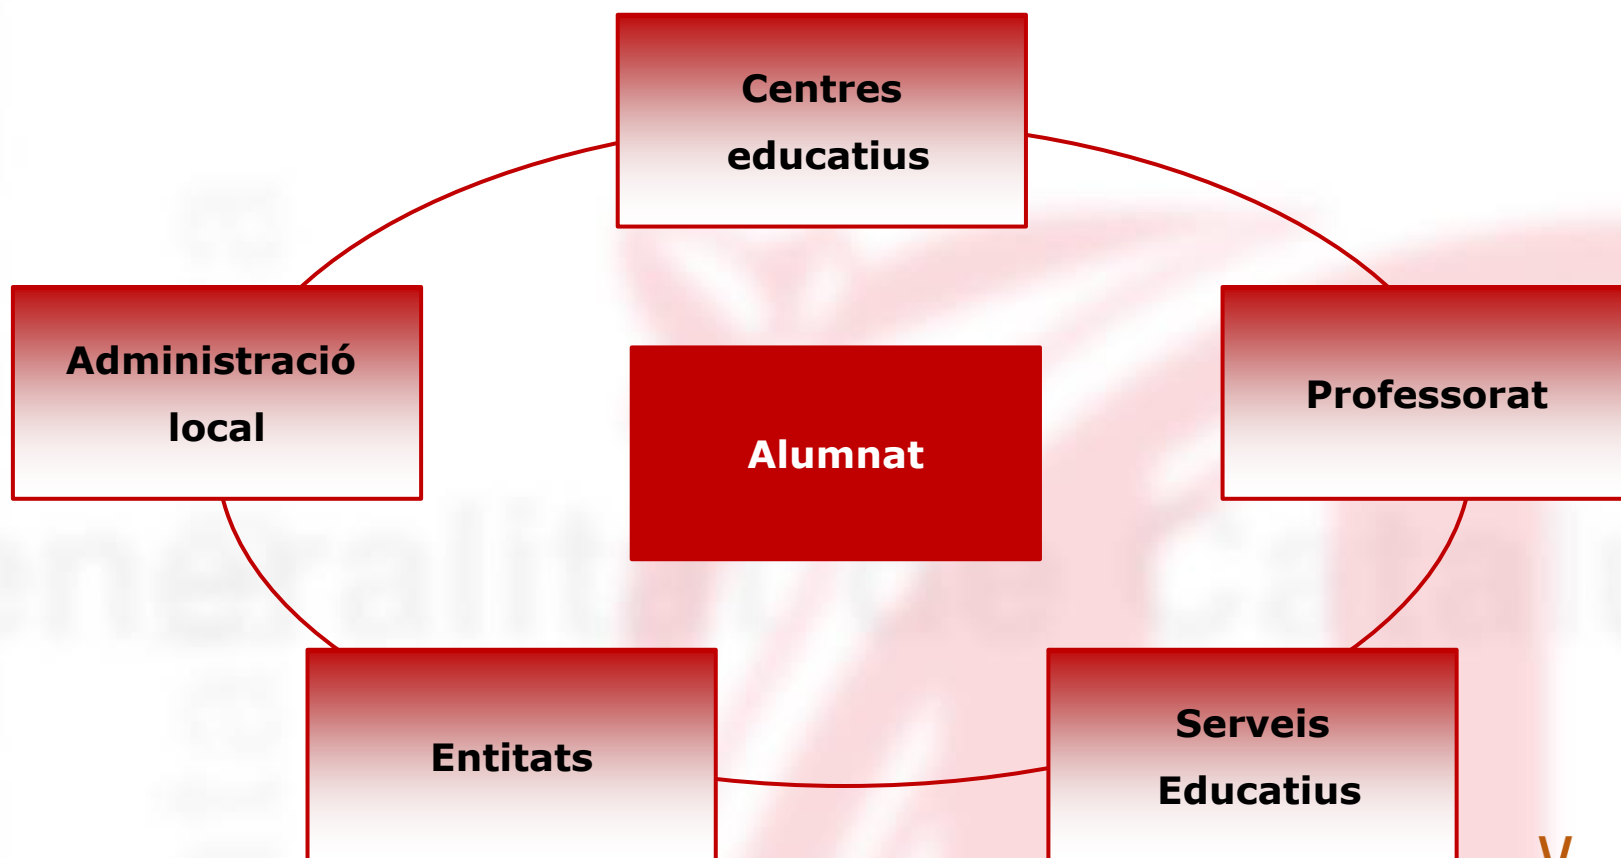 Centres
educatius
Administració
local
Alumnat
Professorat
Entitats
Serveis
Educatius